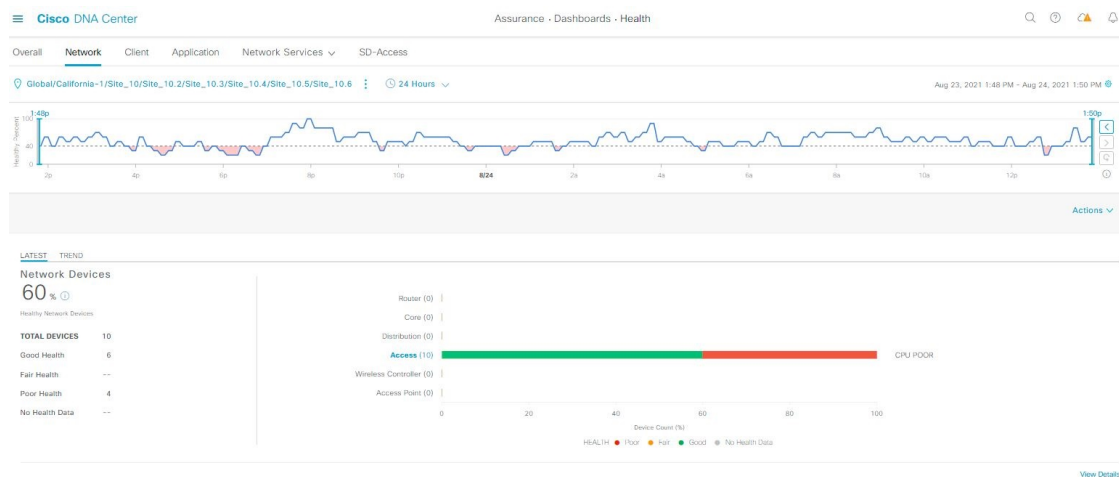 Cisco DNA Center
Assurance · Dashboards · Health
Overall Network Client Application Network Services SD-Access
Global/California-1/Site_10/Site_10.2/Site_10.3/Site_10.4/Site_10.5/Site_10.6
24 Hours
Aug 23, 2021 1:48 PM - Aug 24, 2021 1:50 PM
1:48p
1:50p
Healthy Percent
100
40
0
2p 4p 6p 8p 10p 8/24 2a 4a 6a 8a 10a 12p
Actions
LATEST TREND
Network Devices
60 %
Healthy Network Devices
TOTAL DEVICES 10
Good Health 6
Fair Health --
Poor Health 4
No Health Data --
Router (0)
Core (0)
Distribution (0)
Access (10)
CPU POOR
Wireless Controller (0)
Access Point (0)
0 20 40 60 80 100
Device Count (%)
HEALTH Poor Fair Good No Health Data
View Details